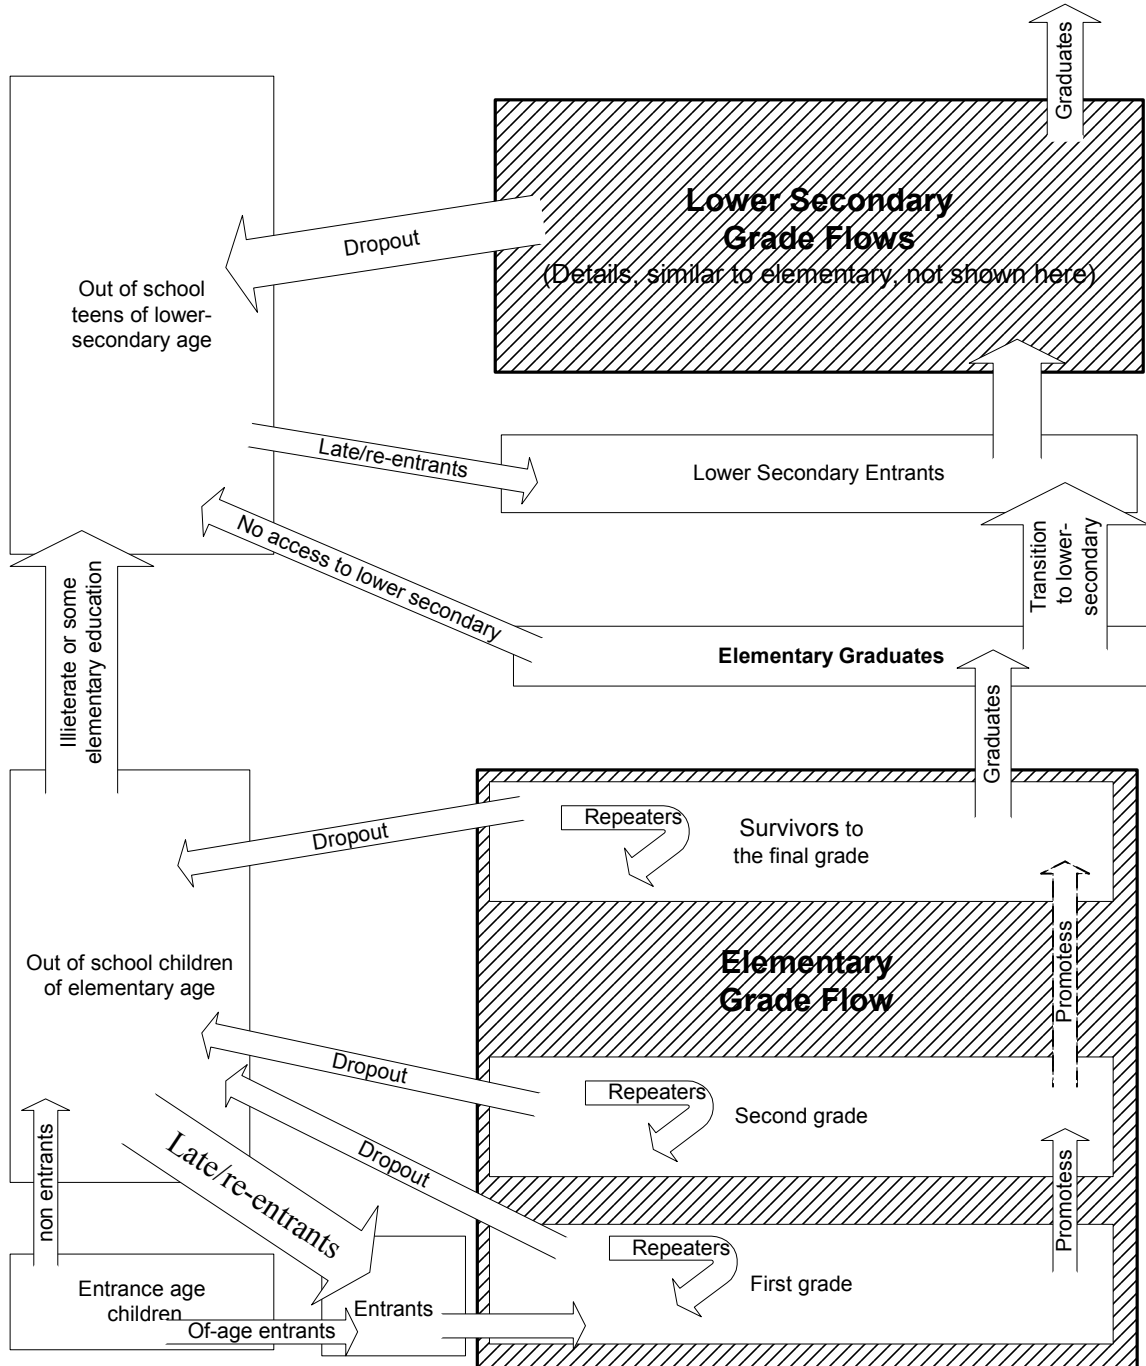 Graduates
Lower Secondary
Grade Flows
(Details, similar to elementary, not shown here)
Dropout
Out of school
teens of lower-
secondary age
Late/re-entrants
Lower Secondary Entrants
No access to lower secondary
Transition
to lower-
secondary
Illieterate or some
elementary education
Elementary Graduates
Graduates
Repeaters
Survivors to
the final grade
Dropout
Out of school children
of elementary age
Elementary
Grade Flow
Promotess
Dropout
Repeaters
Second grade
non entrants
Late/re-entrants
Dropout
Promotess
Repeaters
First grade
Entrance age
children
Entrants
Of-age entrants